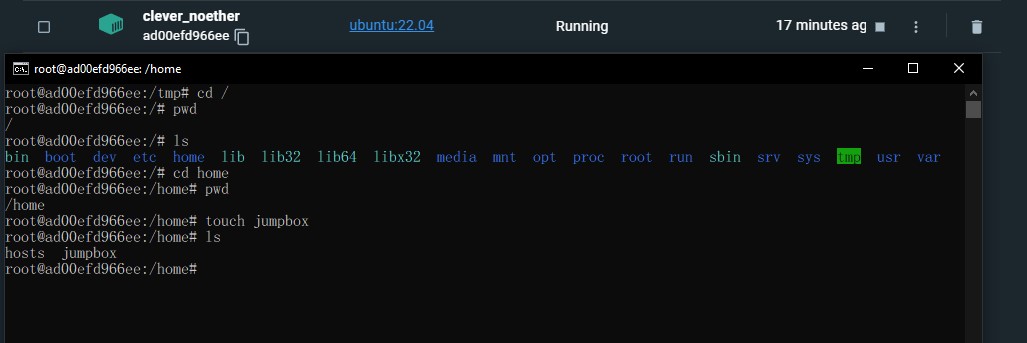 clever_noether
ad00efd966ee
ubuntu:22.04
Running
17 minutes ag
root@ad00efd966ee: /home
root@ad00efd966ee:/tmp# cd /
root@ad00efd966ee:/# pwd
/
root@ad00efd966ee:/# ls
bin boot dev etc home lib lib32 lib64 libx32 media mnt opt proc root run sbin srv sys tmp usr var
root@ad00efd966ee:/# cd home
root@ad00efd966ee:/home# pwd
/home
root@ad00efd966ee:/home# touch jumpbox
root@ad00efd966ee:/home# ls
hosts jumpbox
root@ad00efd966ee:/home#